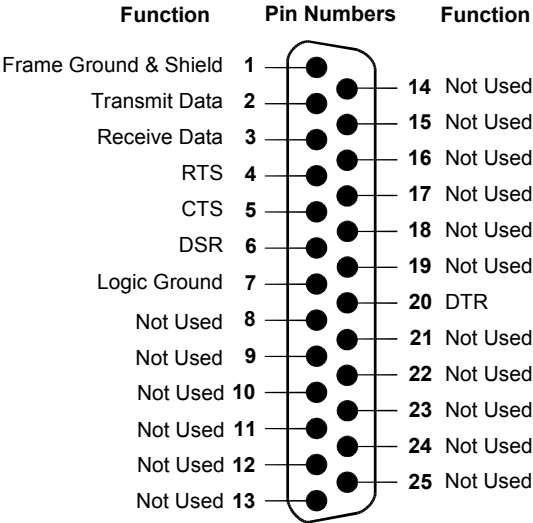 Function Pin Numbers Function
Frame Ground & Shield 1
14 Not Used
Transmit Data 2
15 Not Used
Receive Data 3
16 Not Used
RTS 4
17 Not Used
CTS 5
18 Not Used
DSR 6
19 Not Used
Logic Ground 7
20 DTR
Not Used 8
21 Not Used
Not Used 9
22 Not Used
Not Used 10
23 Not Used
Not Used 11
24 Not Used
Not Used 12
25 Not Used
Not Used 13